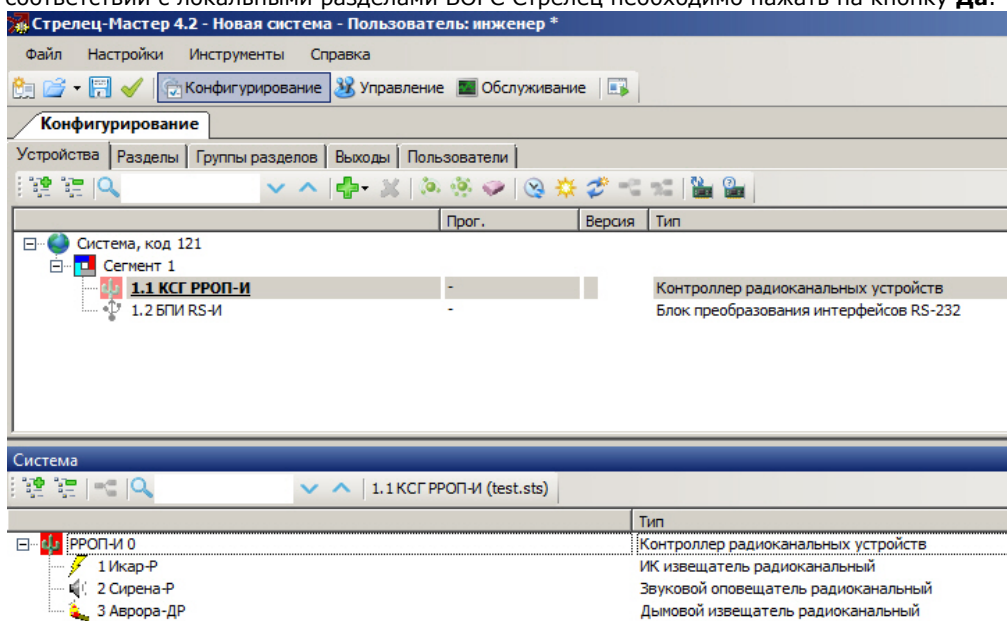 соответствии с локальными разделами ВОРС Стрелец необходимо нажать на кнопку Да.
Стрелец-Мастер 4.2 - Новая система - Пользователь: инженер *
Файл Настройки Инструменты Справка
Конфигурирование Управление Обслуживание
Конфигурирование
Устройства Разделы Группы разделов Выходы Пользователи
Прог. Версия Тип
Система, код 121
Сегмент 1
1.1 КСГ РРОП-И - Контроллер радиоканальных устройств
1.2 БПИ RS-И - Блок преобразования интерфейсов RS-232
Система
1.1 КСГ РРОП-И (test.sts)
Тип
РРОП-И 0 Контроллер радиоканальных устройств
1 Икар-Р ИК извещатель радиоканальный
2 Сирена-Р Звуковой оповещатель радиоканальный
3 Аврора-ДР Дымовой извещатель радиоканальный